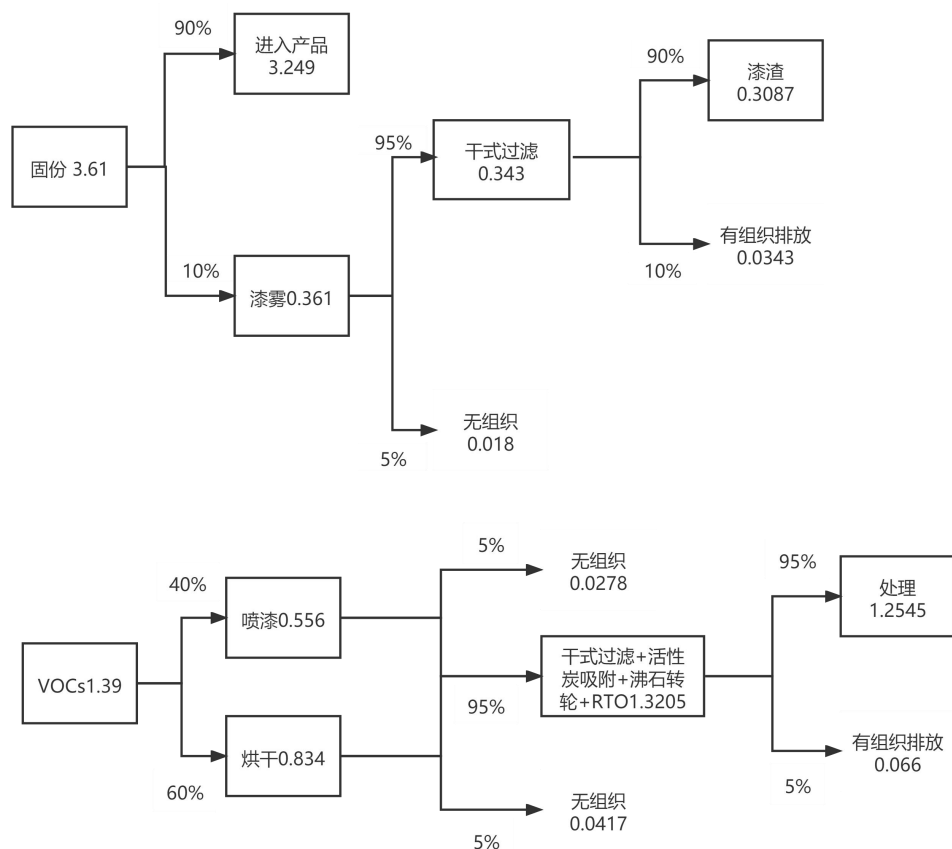 90%
进入产品
3.249
固份 3.61
10%
漆雾0.361
95%
干式过滤
0.343
90%
漆渣
0.3087
有组织排放
0.0343
10%
无组织
0.018
5%
VOCs1.39
40%
喷漆0.556
60%
烘干0.834
5%
无组织
0.0278
95%
干式过滤+活性
炭吸附+沸石转
轮+RTO1.3205
无组织
0.0417
5%
95%
处理
1.2545
有组织排放
0.066
5%